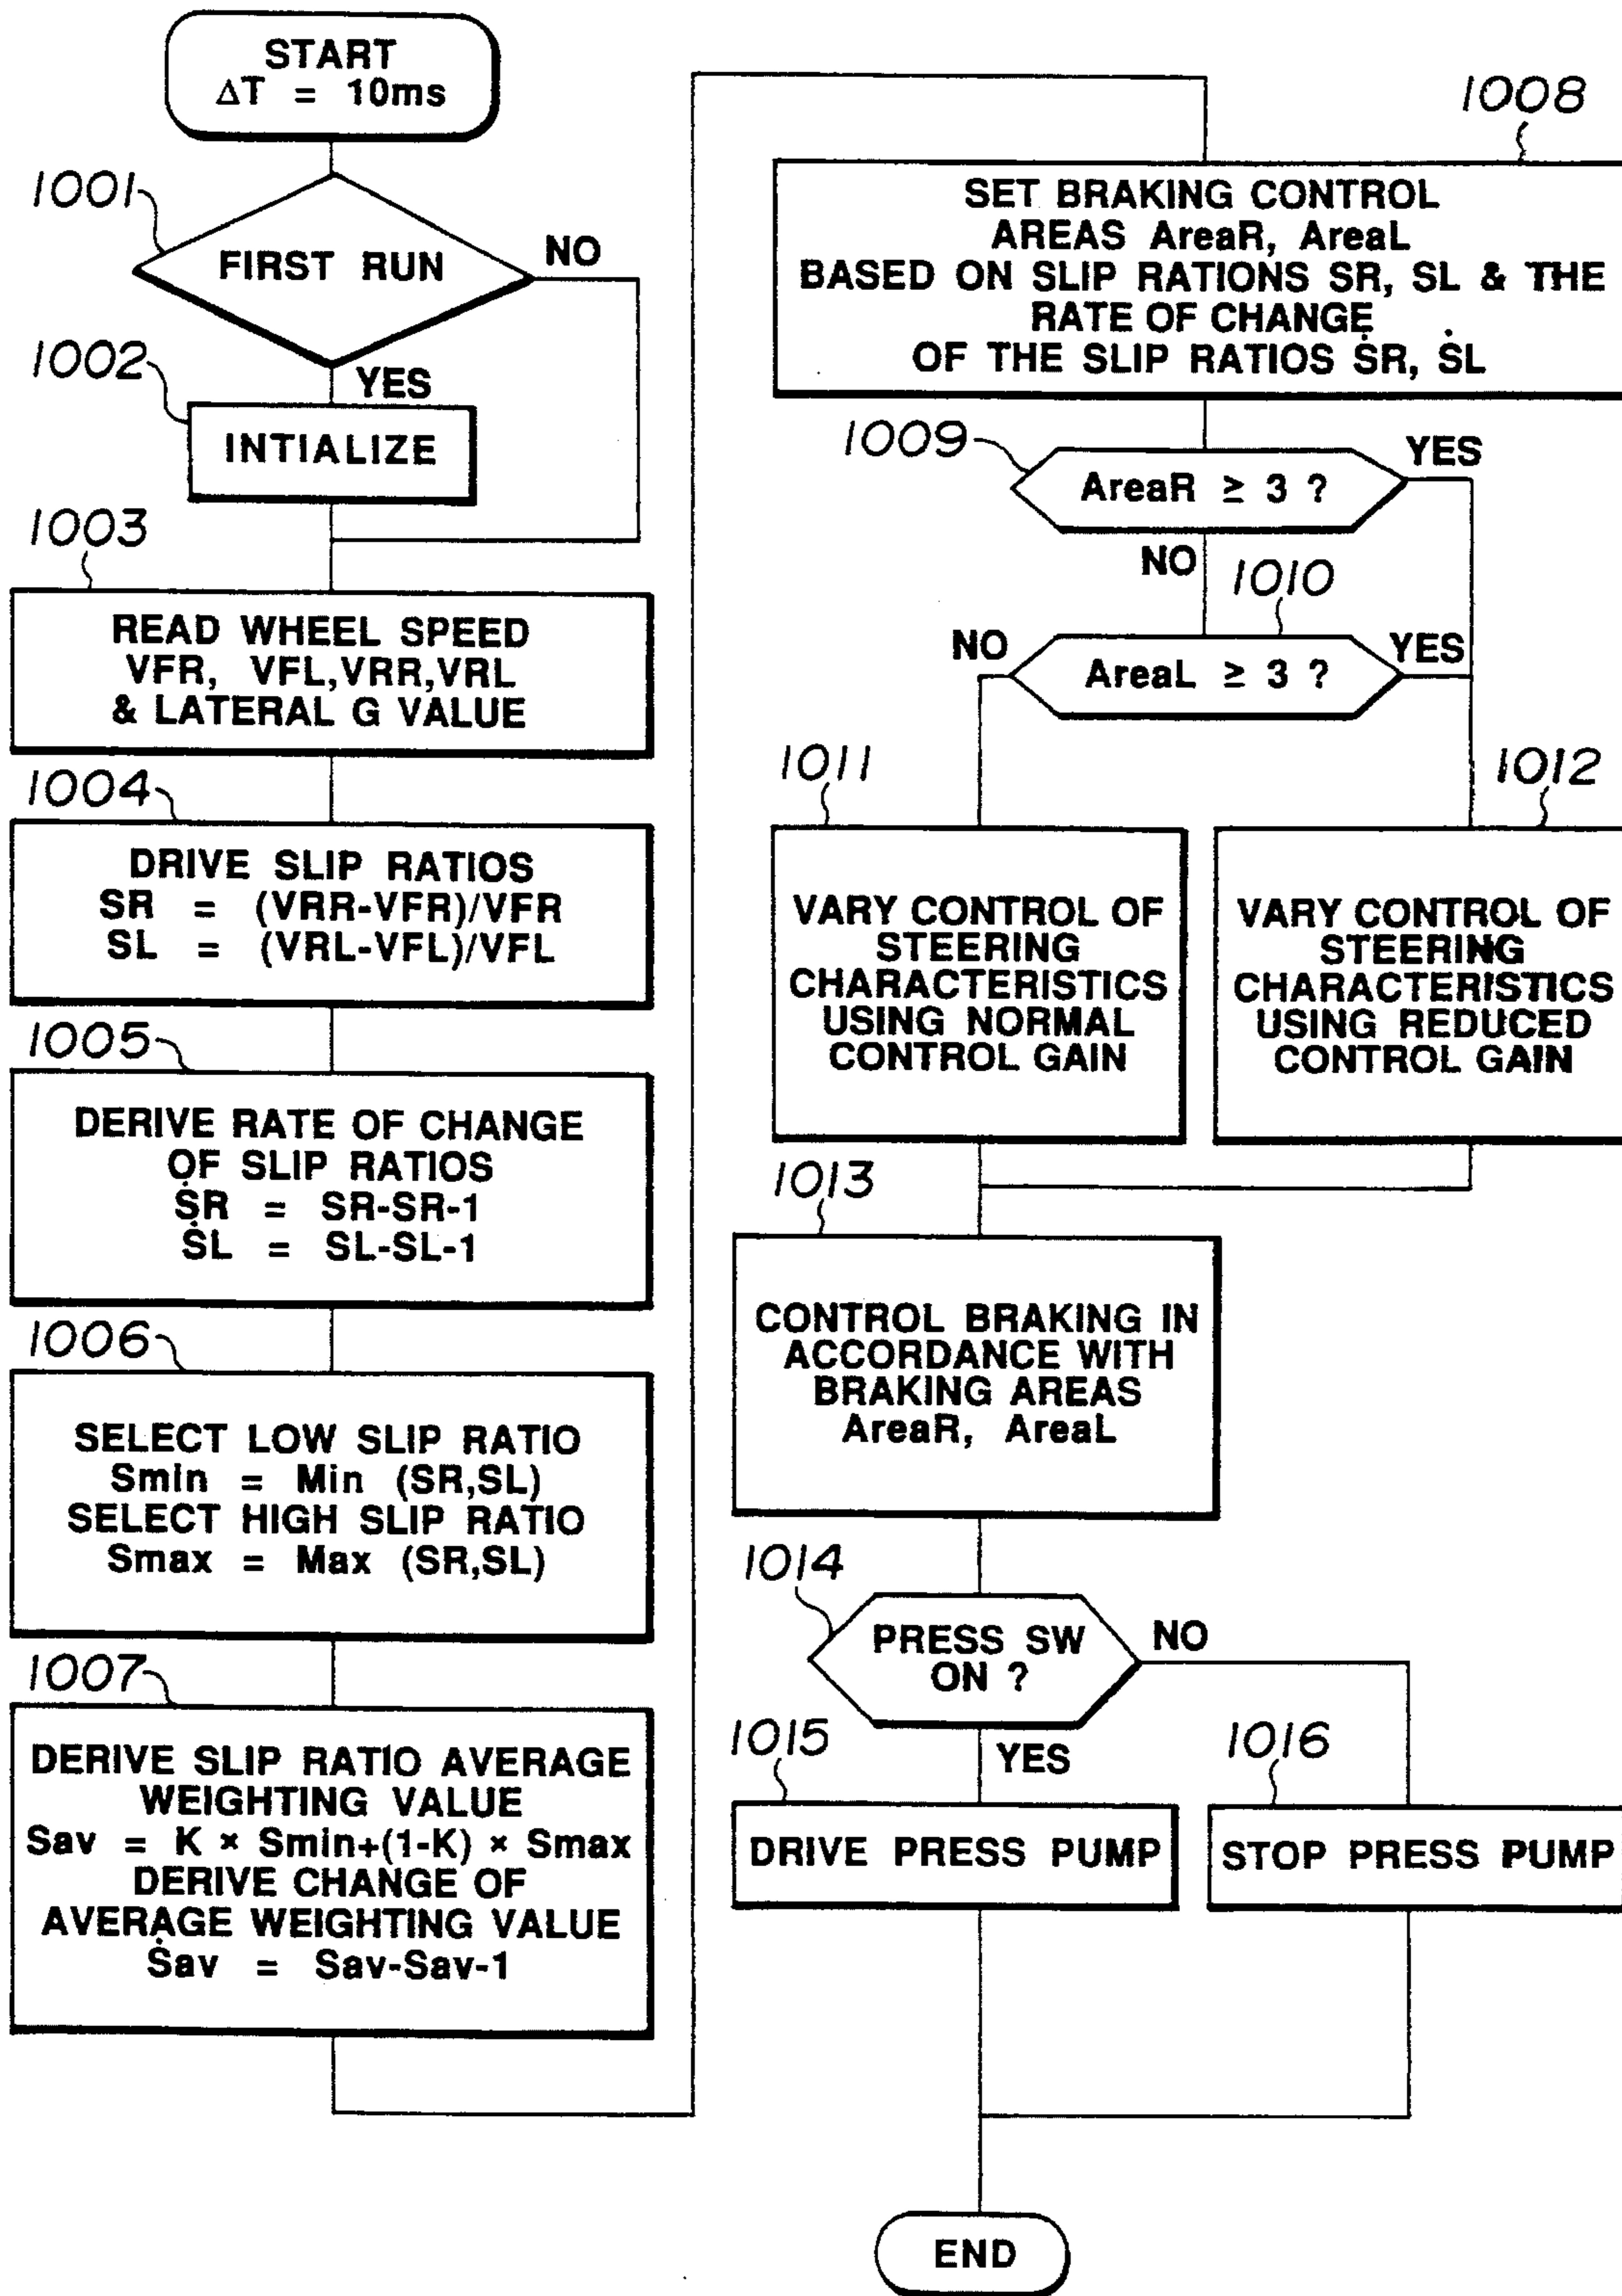 START
ΔT = 10ms
1001
FIRST RUN
NO
1002
YES
INTIALIZE
1003
READ WHEEL SPEED
VFR, VFL,VRR,VRL
& LATERAL G VALUE
1004
DRIVE SLIP RATIOS
SR = (VRR-VFR)/VFR
SL = (VRL-VFL)/VFL
1005
DERIVE RATE OF CHANGE
OF SLIP RATIOS
ṠR = SR-SR-1
ṠL = SL-SL-1
1006
SELECT LOW SLIP RATIO
Smin = Min (SR,SL)
SELECT HIGH SLIP RATIO
Smax = Max (SR,SL)
1007
DERIVE SLIP RATIO AVERAGE
WEIGHTING VALUE
Sav = K × Smin+(1-K) × Smax
DERIVE CHANGE OF
AVERAGE WEIGHTING VALUE
Ṡav = Sav-Sav-1
1008
SET BRAKING CONTROL
AREAS AreaR, AreaL
BASED ON SLIP RATIONS SR, SL & THE
RATE OF CHANGE
OF THE SLIP RATIOS ṠR, ṠL
1009
AreaR ≥ 3 ?
YES
NO
1010
NO
AreaL ≥ 3 ?
YES
1011
VARY CONTROL OF
STEERING
CHARACTERISTICS
USING NORMAL
CONTROL GAIN
1012
VARY CONTROL OF
STEERING
CHARACTERISTICS
USING REDUCED
CONTROL GAIN
1013
CONTROL BRAKING IN
ACCORDANCE WITH
BRAKING AREAS
AreaR, AreaL
1014
PRESS SW
ON ?
NO
YES
1015
DRIVE PRESS PUMP
1016
STOP PRESS PUMP
END